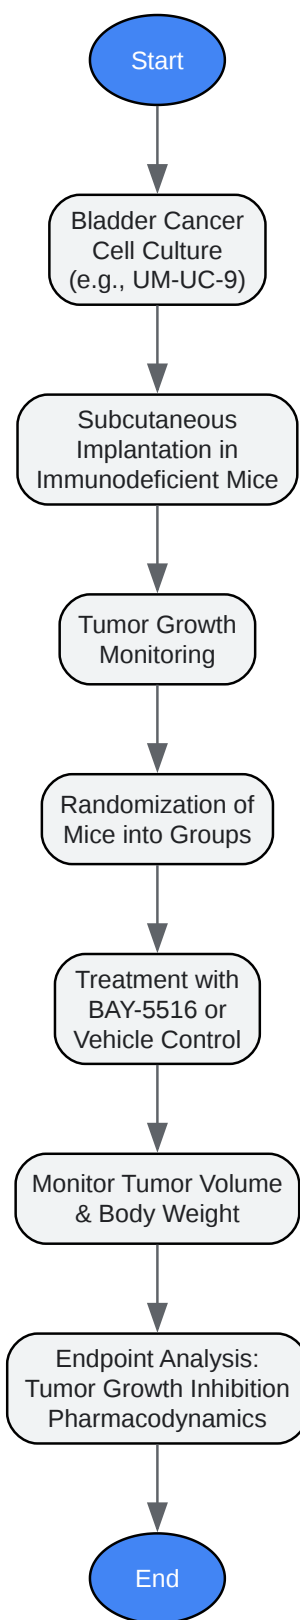 Start
Bladder Cancer
Cell Culture
(e.g., UM-UC-9)
Subcutaneous
Implantation in
Immunodeficient Mice
Tumor Growth
Monitoring
Randomization of
Mice into Groups
Treatment with
BAY-5516 or
Vehicle Control
Monitor Tumor Volume
& Body Weight
Endpoint Analysis:
Tumor Growth Inhibition
Pharmacodynamics
End